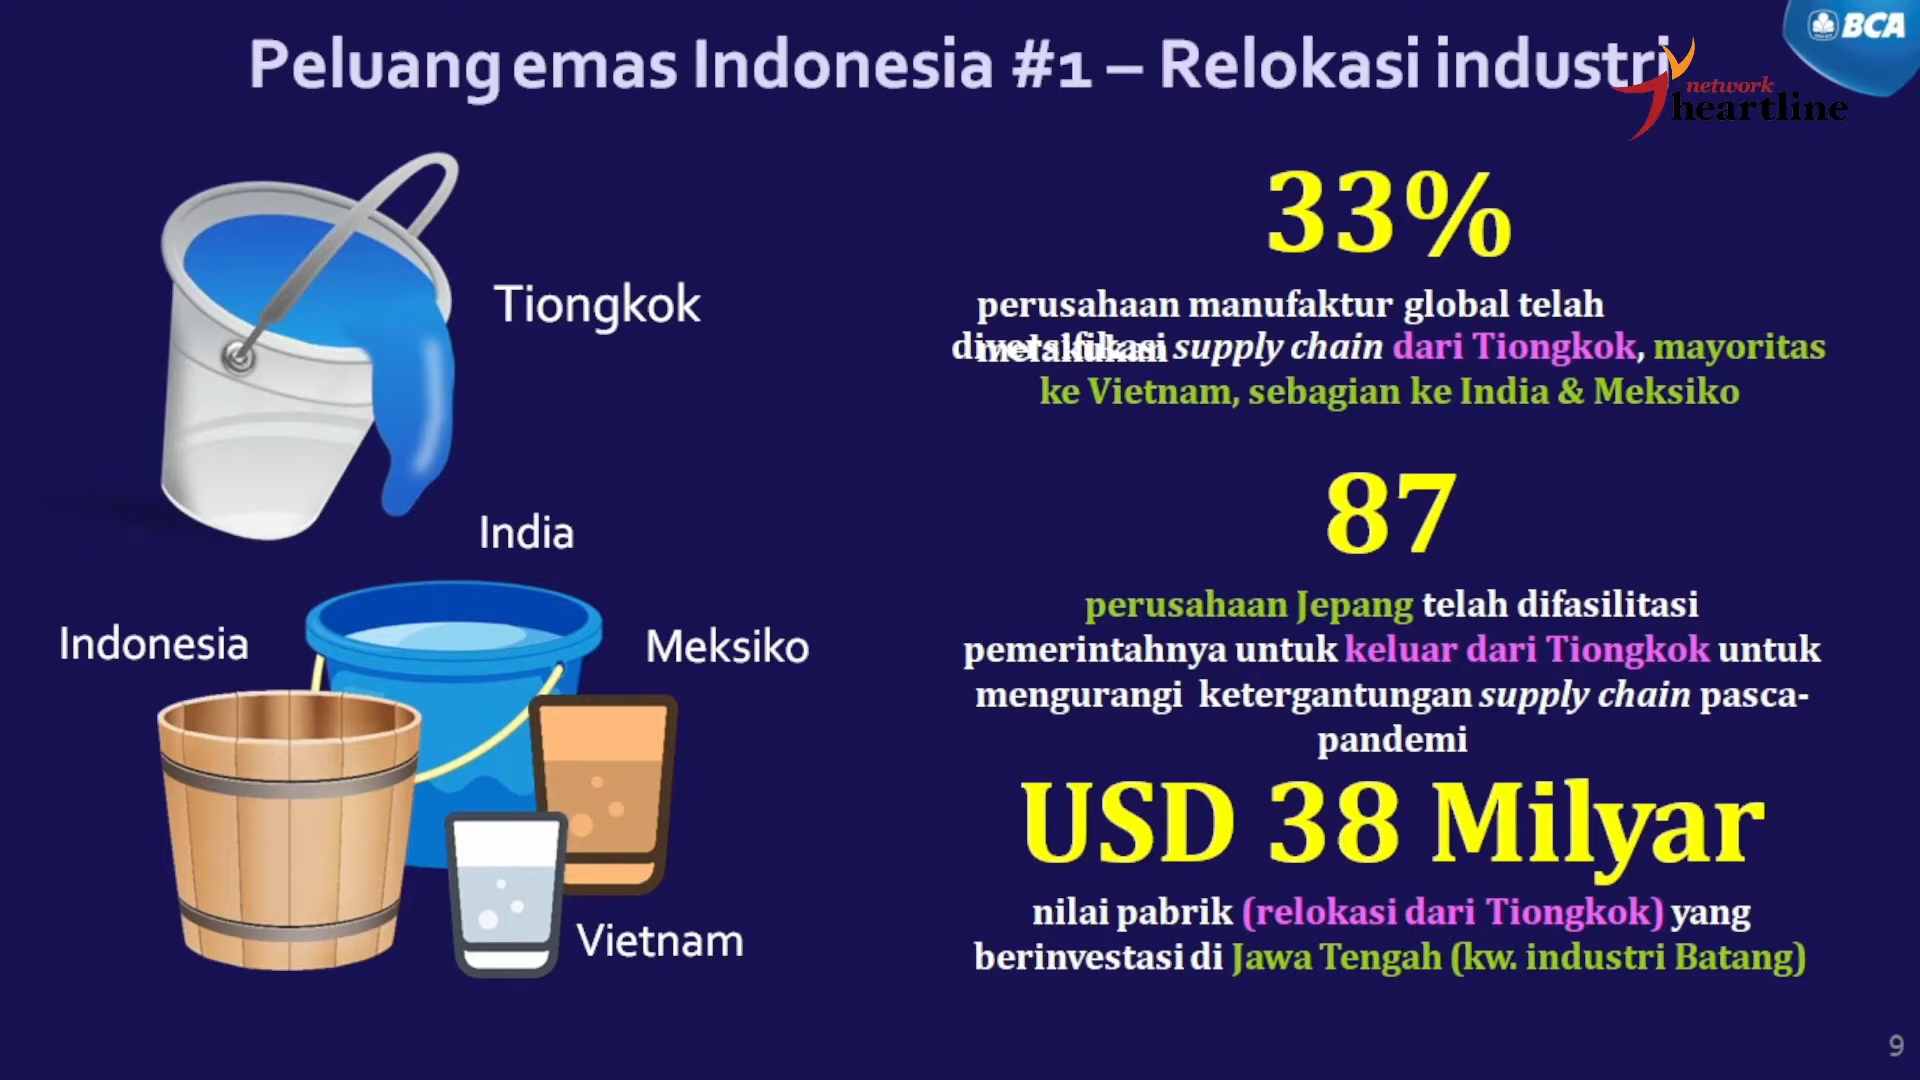 BCA
Peluang emas Indonesia #1 – Relokasi industri
network
heartline
33%
perusahaan manufaktur global telah
melakukan
diversifikasi supply chain dari Tiongkok, mayoritas
ke Vietnam, sebagian ke India & Meksiko
Tiongkok
87
perusahaan Jepang telah difasilitasi
pemerintahnya untuk keluar dari Tiongkok untuk
mengurangi ketergantungan supply chain pasca-
pandemi
India
Indonesia
Meksiko
Vietnam
USD 38 Milyar
nilai pabrik (relokasi dari Tiongkok) yang
berinvestasi di Jawa Tengah (kw. industri Batang)
9